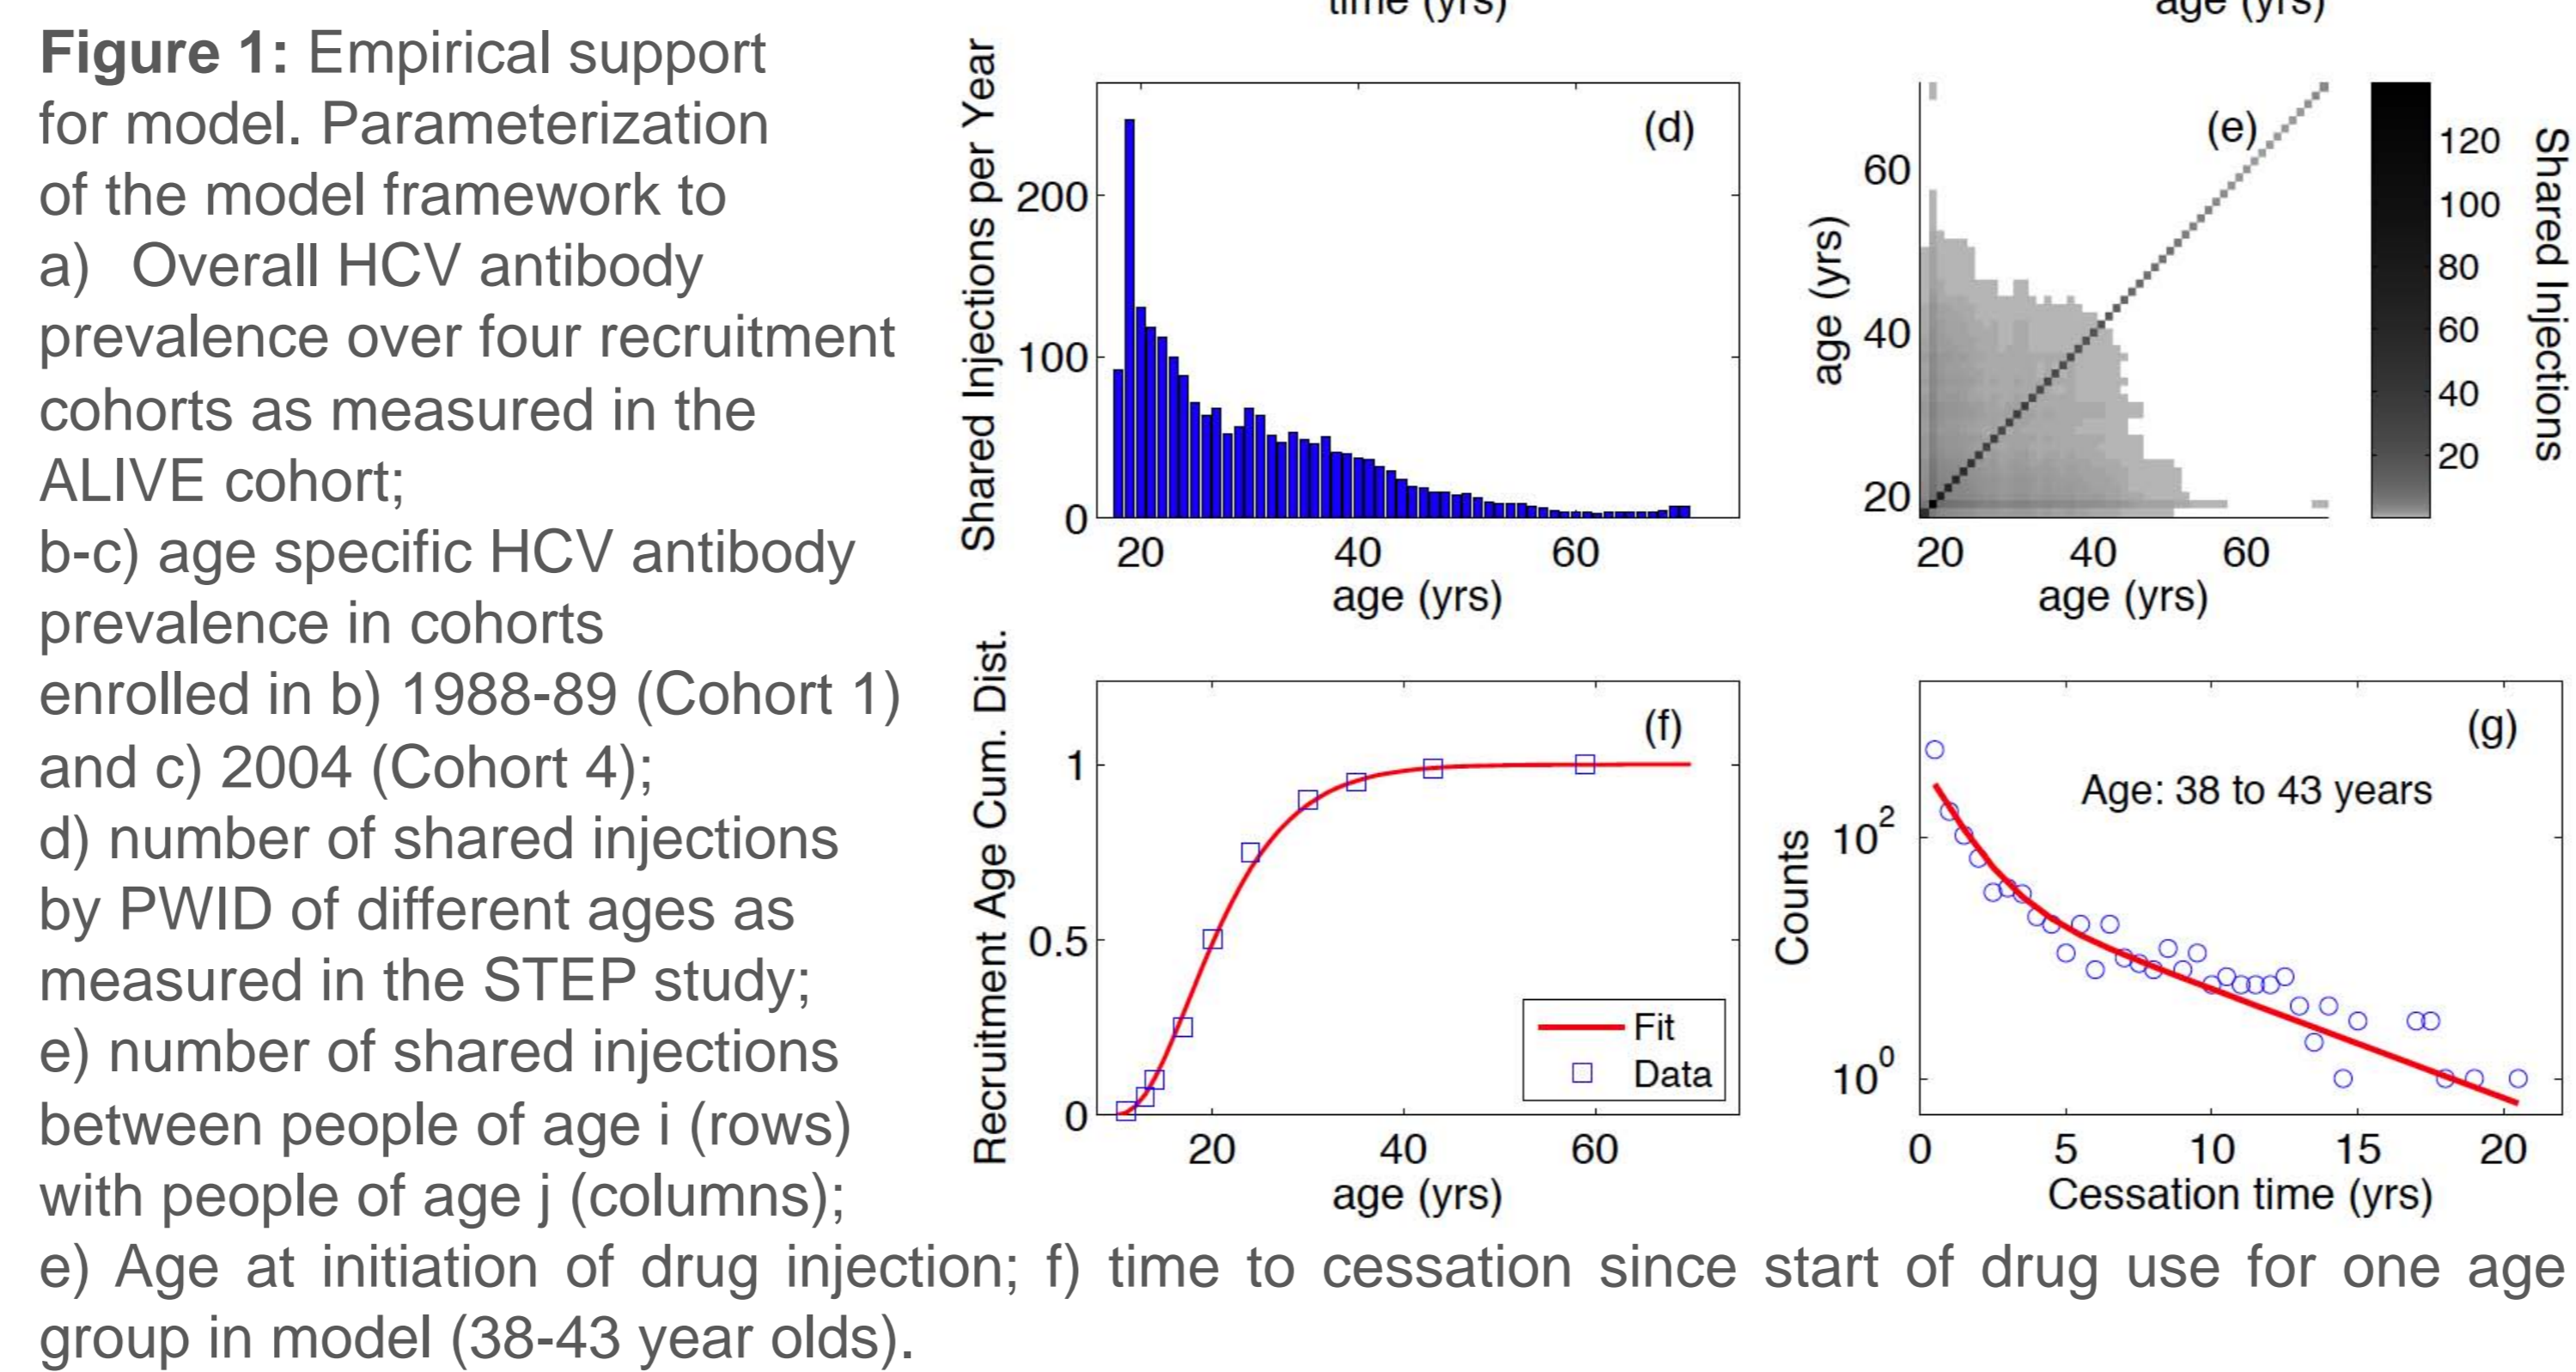 Figure 1: Empirical support
for model. Parameterization
of the model framework to
a) Overall HCV antibody
prevalence over four recruitment
cohorts as measured in the
ALIVE cohort;
b-c) age specific HCV antibody
prevalence in cohorts
enrolled in b) 1988-89 (Cohort 1)
and c) 2004 (Cohort 4);
d) number of shared injections
by PWID of different ages as
measured in the STEP study;
e) number of shared injections
between people of age i (rows)
with people of age j (columns);
e) Age at initiation of drug injection; f) time to cessation since start of drug use for one age
group in model (38-43 year olds).
time (yrs)
age (yrs)
Shared Injections per Year
(d)
200
100
0
20 40 60
age (yrs)
age (yrs)
(e)
60
40
20
20 40 60
age (yrs)
120
100
80
60
40
20
Shared Injections
Recruitment Age Cum. Dist.
(f)
1
0.5
0
Fit
Data
20 40 60
age (yrs)
Counts
(g)
Age: 38 to 43 years
10²
10⁰
0 5 10 15 20
Cessation time (yrs)